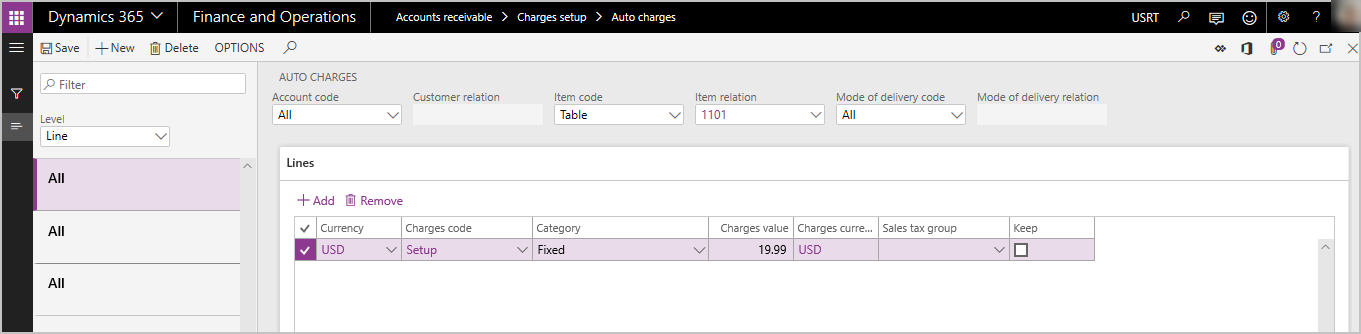 Dynamics 365 Finance and Operations Accounts receivable > Charges setup > Auto charges USRT ?
Save + New Delete OPTIONS 0
Filter
Level
Line
All
All
All
AUTO CHARGES
Account code Customer relation Item code Item relation Mode of delivery code Mode of delivery relation
All Table 1101 All
Lines
+ Add Remove
Currency Charges code Category Charges value Charges curre... Sales tax group Keep
USD Setup Fixed 19.99 USD